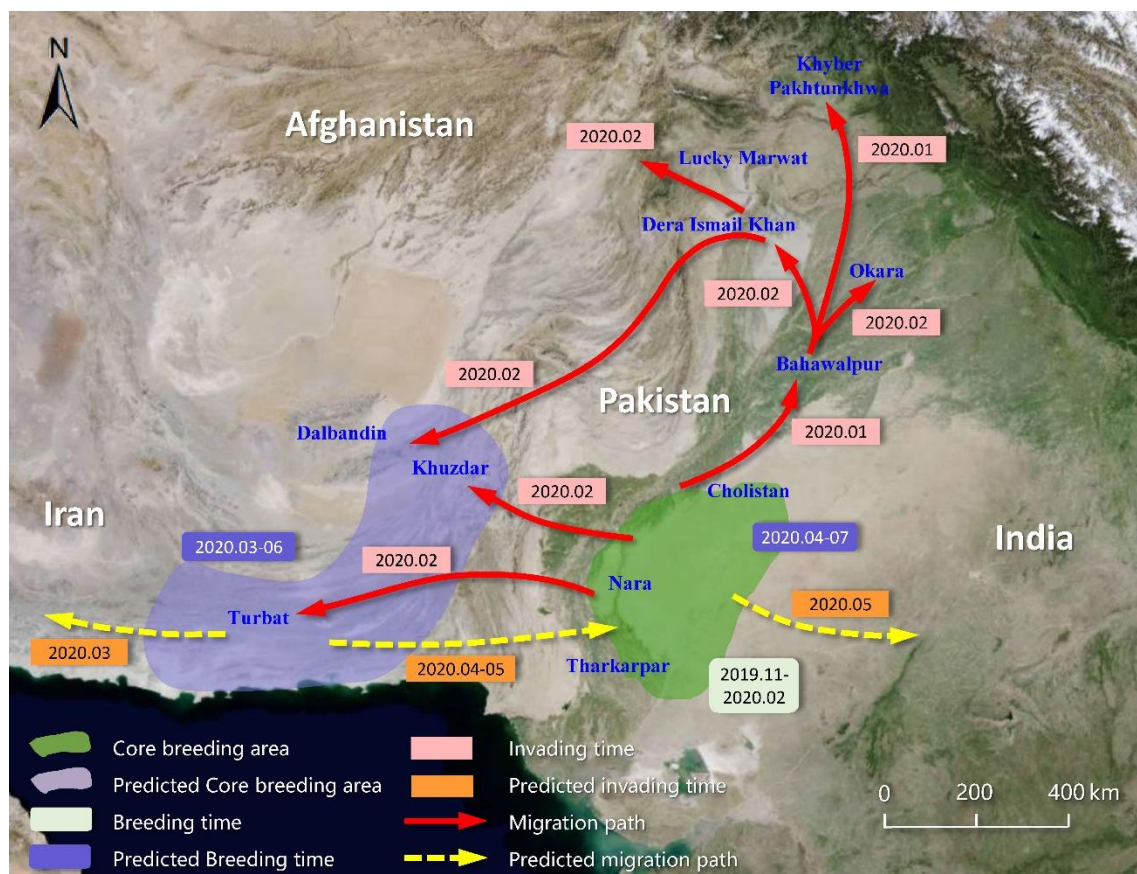 N
Khyber
Pakhtunkhwa
Afghanistan
2020.02
Lucky Marwat
2020.01
Dera Ismail Khan
Okara
2020.02
2020.02
Bahawalpur
2020.02
Pakistan
2020.01
Dalbandin
Khuzdar
2020.02
Cholistan
Iran
2020.03-06
2020.04-07
India
2020.02
Nara
2020.05
Turbat
2020.03
2020.04-05
Tharkarpar
2019.11-
2020.02
Core breeding area
Predicted Core breeding area
Breeding time
Predicted Breeding time
Invading time
Predicted invading time
Migration path
Predicted migration path
0 200 400 km